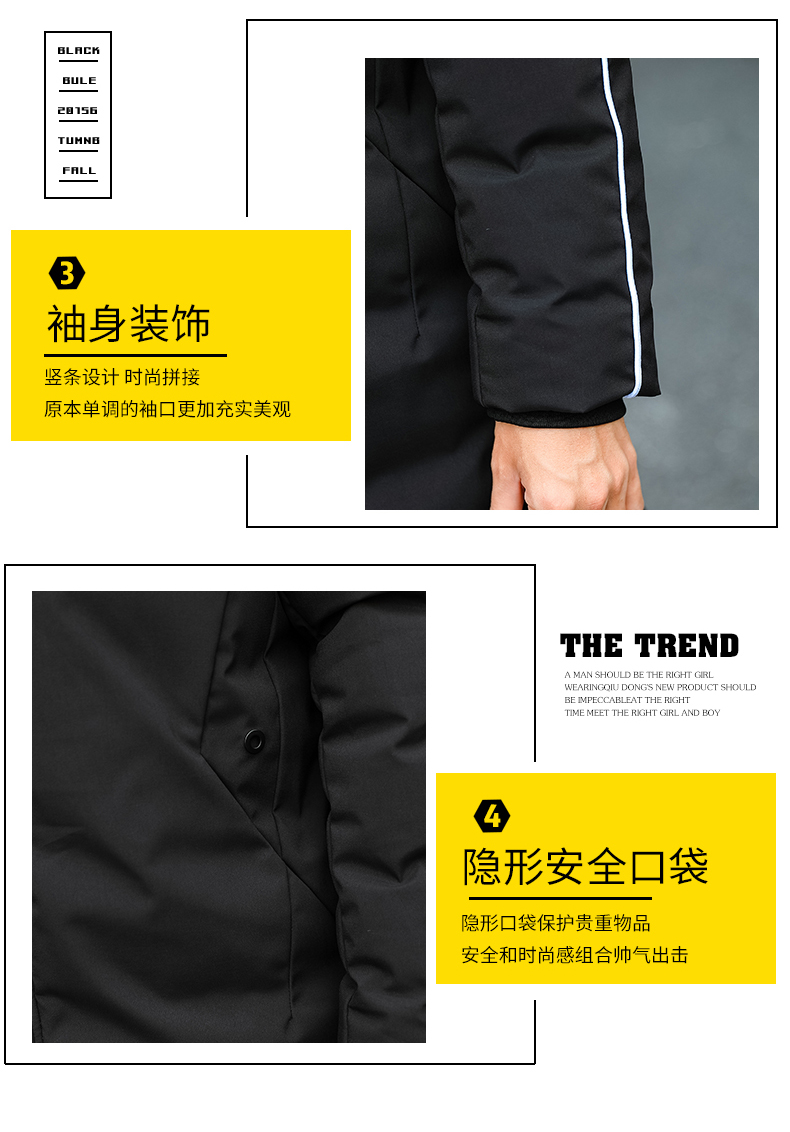 BLACK
BULE
28156
TUMNB
FALL
3
袖身装饰
竖条设计 时尚拼接
原本单调的袖口更加充实美观
THE TREND
A MAN SHOULD BE THE RIGHT GIRL
WEARINGQIU DONG'S NEW PRODUCT SHOULD
BE IMPECCABLEAT THE RIGHT
TIME MEET THE RIGHT GIRL AND BOY
4
隐形安全口袋
隐形口袋保护贵重物品
安全和时尚感组合帅气出击